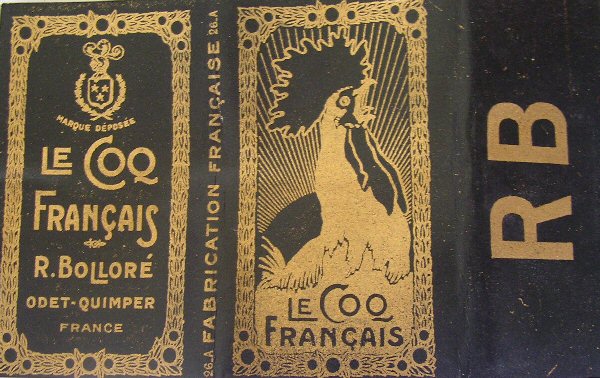 MARQUE DÉPOSÉE
LE COQ
FRANÇAIS
R. BOLLORÉ
ODET-QUIMPER
FRANCE
26.A FABRICATION FRANÇAISE 26.A
LE COQ
FRANÇAIS
RB